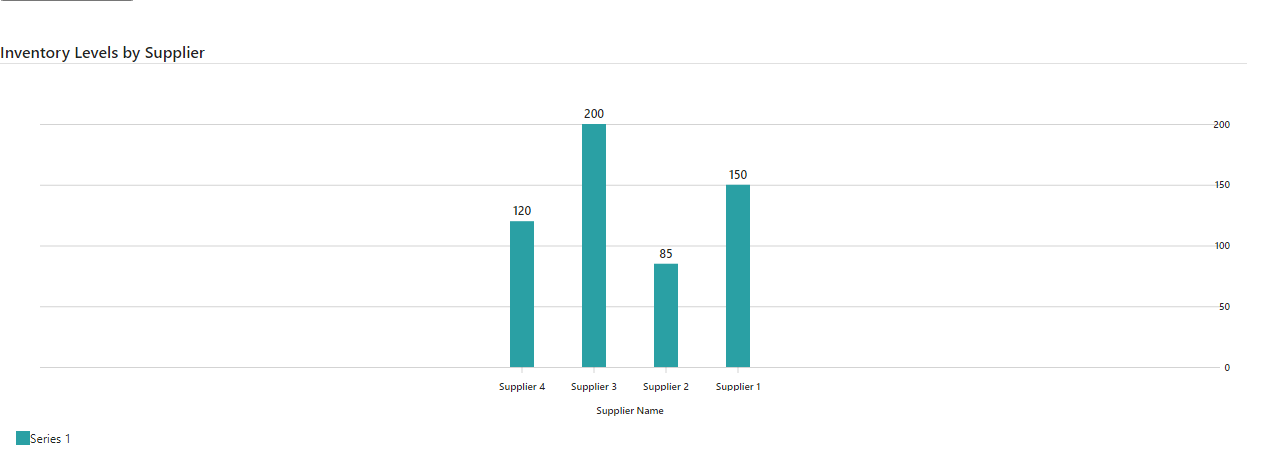 Inventory Levels by Supplier
200
200
150
150
120
100
85
50
0
Supplier 4 Supplier 3 Supplier 2 Supplier 1
Supplier Name
Series 1